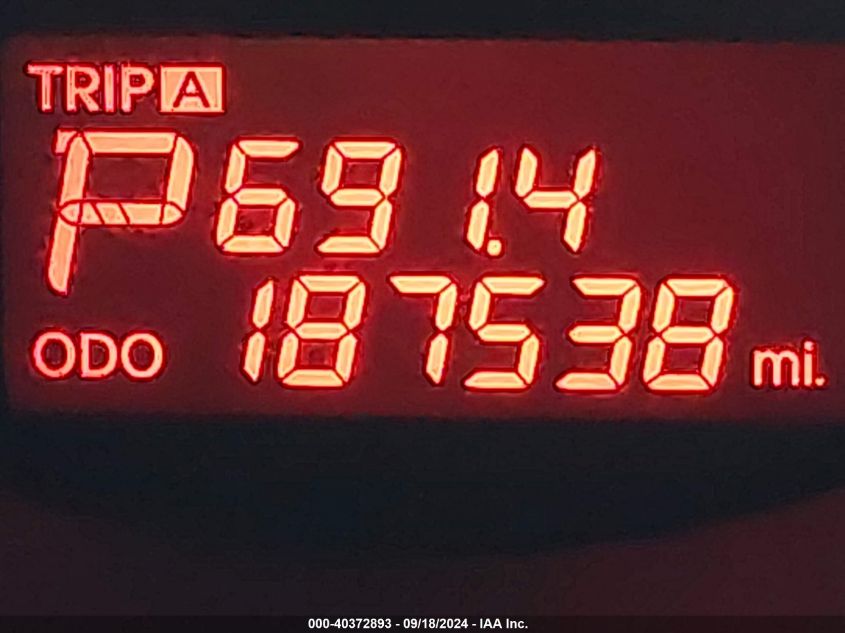 TRIP A
P 691.4
ODO 187538 mi.
000-40372893 - 09/18/2024 - IAA Inc.